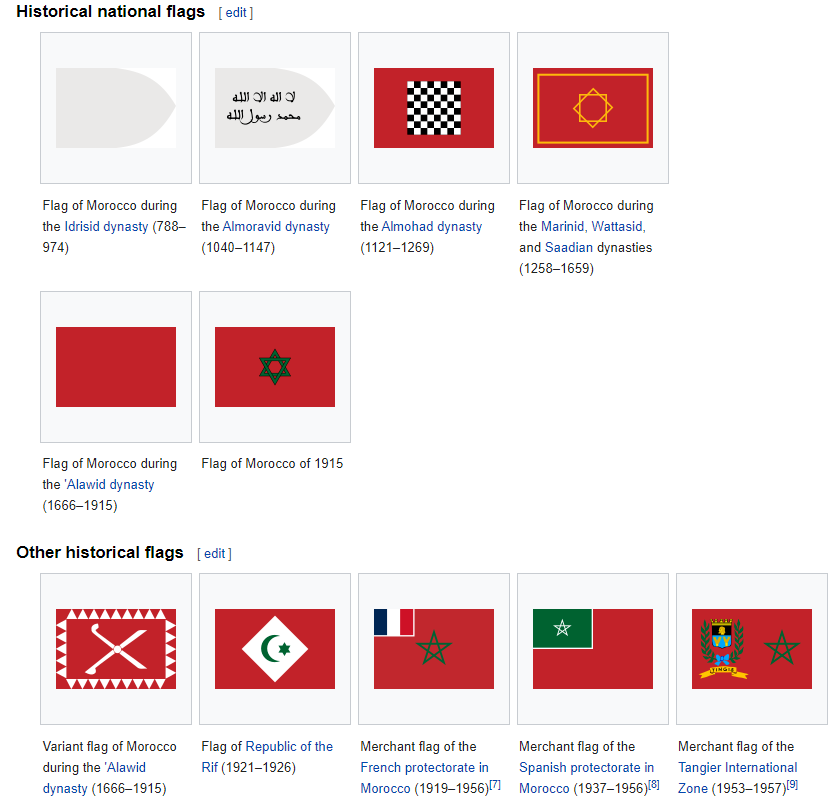 Historical national flags [ edit ]
لا اله الا الله
محمد رسول الله
Flag of Morocco during
the Idrisid dynasty (788–
974)
Flag of Morocco during
the Almoravid dynasty
(1040–1147)
Flag of Morocco during
the Almohad dynasty
(1121–1269)
Flag of Morocco during
the Marinid, Wattasid,
and Saadian dynasties
(1258–1659)
Flag of Morocco during
the 'Alawid dynasty
(1666–1915)
Flag of Morocco of 1915
Other historical flags [ edit ]
TINGIS
Variant flag of Morocco
during the 'Alawid
dynasty (1666–1915)
Flag of Republic of the
Rif (1921–1926)
Merchant flag of the
French protectorate in
Morocco (1919–1956)[7]
Merchant flag of the
Spanish protectorate in
Morocco (1937–1956)[8]
Merchant flag of the
Tangier International
Zone (1953–1957)[9]